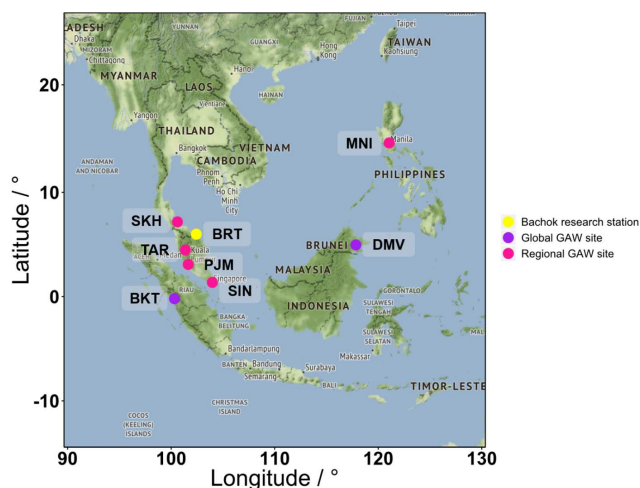 FUJIAN
YUNNAN
Taipei
ADESH
Dhaka
MIZORAM
Chittagong
GUANGXI
Hong
Kong
TAIWAN
Kaohsiung
MYANMAR
Hanoi
20
LAOS
HAINAN
Vientiane
Yangon
THAILAND
VIETNAM
MNI
Manila
ANDAMAN
AND NICOBAR
Bangkok
CAMBODIA
Phnom
Penh
Ho Chi
Minh
City
PHILIPPINES
10
SKH
BRT
TAR
Kuala
BRUNEI
DMV
Medan
PJM
MALAYSIA
Singapore
SIN
GORONTALO
RIAU
0
BKT
INDONESIA
SULAWESI
TENGAH
BANGKA-
BELITUNG
SULAWESI
SELATAN
MAL
Bandarlampung
Makassar
BANTEN
Bandung
Semarang
Surabaya
BALI
TIMOR-LESTE
-10
CHRISTMAS
ISLAND
COCOS
(KEELING)
ISLANDS
90
100
110
120
130
Latitude / °
Longitude / °
Bachok research station
Global GAW site
Regional GAW site